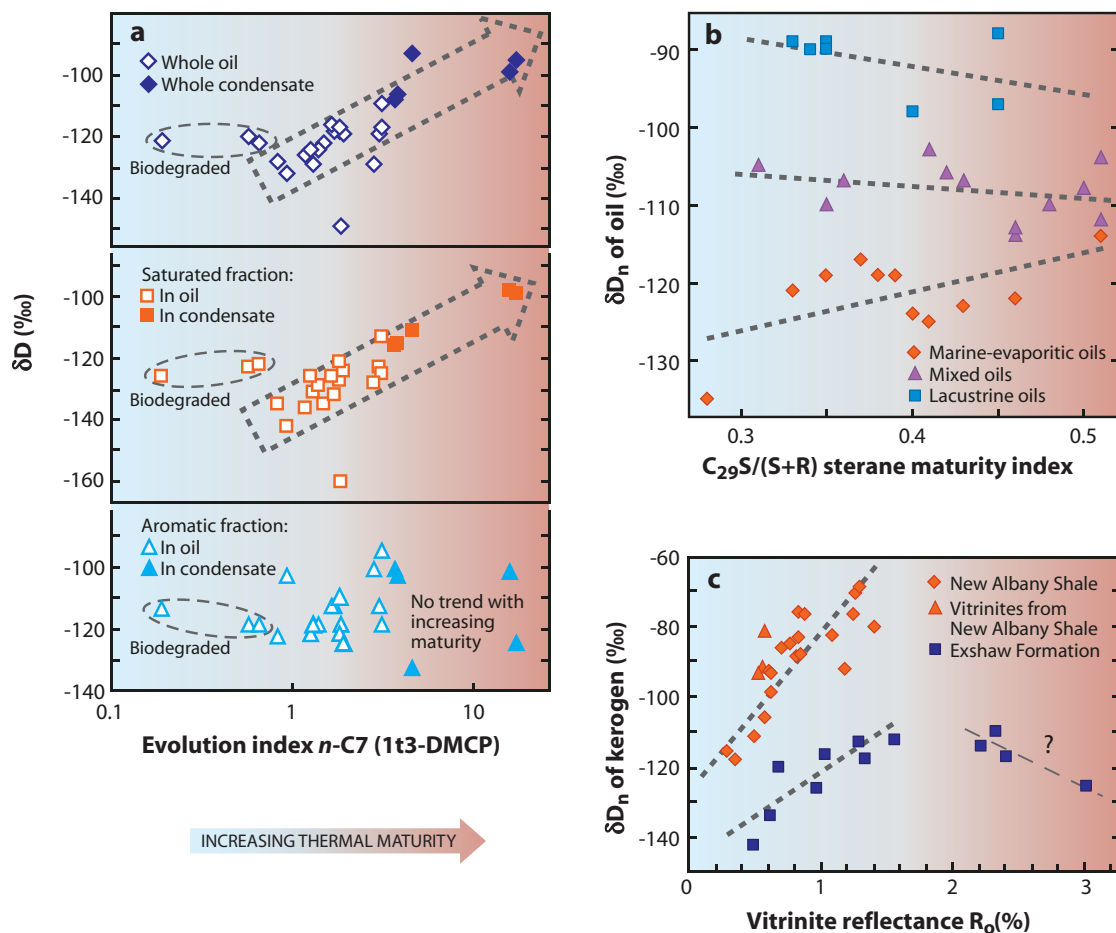 a
Whole oil
Whole condensate
Biodegraded
-100
-120
-140
Saturated fraction:
In oil
In condensate
Biodegraded
-100
-120
-140
-160
δD (‰)
Aromatic fraction:
In oil
In condensate
No trend with
increasing
maturity
Biodegraded
-100
-120
-140
0.1 1 10
Evolution index n-C7 (1t3-DMCP)
INCREASING THERMAL MATURITY
b
-90
-100
-110
-120
-130
δDn of oil (‰)
Marine-evaporitic oils
Mixed oils
Lacustrine oils
0.3 0.4 0.5
C29S/(S+R) sterane maturity index
c
-60
-80
-100
-120
-140
δDn of kerogen (‰)
New Albany Shale
Vitrinites from
New Albany Shale
Exshaw Formation
?
0 1 2 3
Vitrinite reflectance Ro(%)